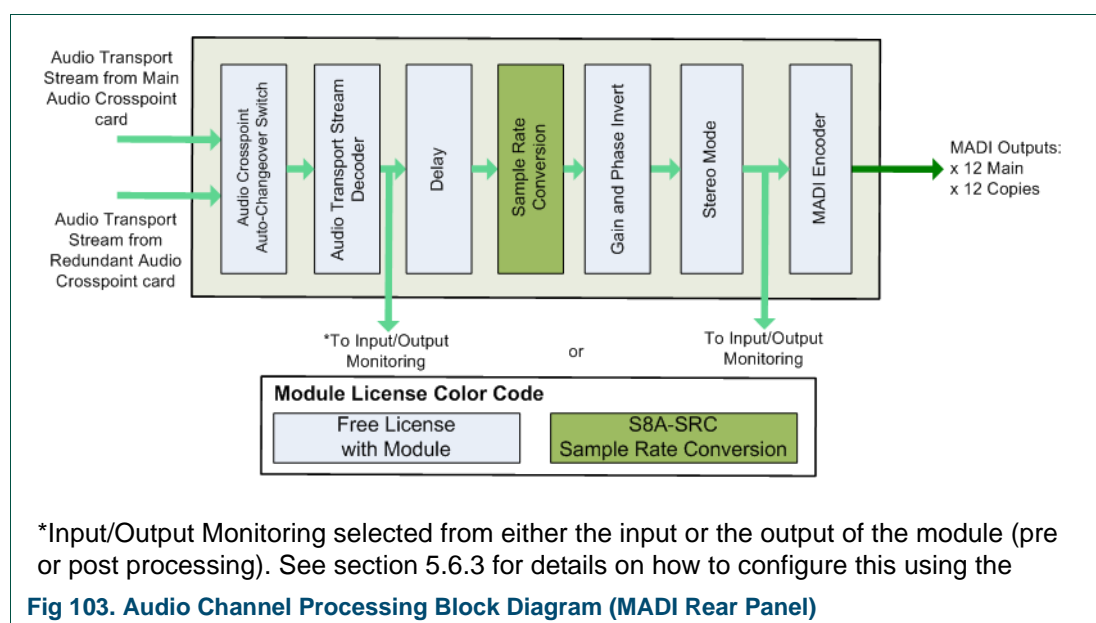 Audio Transport
Stream from Main
Audio Crosspoint
card
Audio Transport
Stream from
Redundant Audio
Crosspoint card
Audio Crosspoint
Auto-Changeover Switch
Audio Transport Stream
Decoder
Delay
Sample Rate
Conversion
Gain and Phase Invert
Stereo Mode
MADI Encoder
MADI Outputs:
x 12 Main
x 12 Copies
*To Input/Output
Monitoring
or
To Input/Output
Monitoring
Module License Color Code
Free License
with Module
S8A-SRC
Sample Rate Conversion
*Input/Output Monitoring selected from either the input or the output of the module (pre
or post processing). See section 5.6.3 for details on how to configure this using the
Fig 103. Audio Channel Processing Block Diagram (MADI Rear Panel)